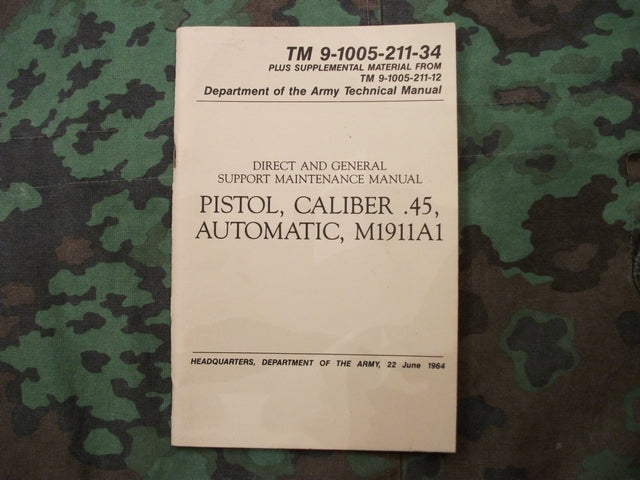 TM 9-1005-211-34
PLUS SUPPLEMENTAL MATERIAL FROM
TM 9-1005-211-12
Department of the Army Technical Manual
DIRECT AND GENERAL
SUPPORT MAINTENANCE MANUAL
PISTOL, CALIBER .45,
AUTOMATIC, M1911A1
HEADQUARTERS, DEPARTMENT OF THE ARMY, 22 June 1964